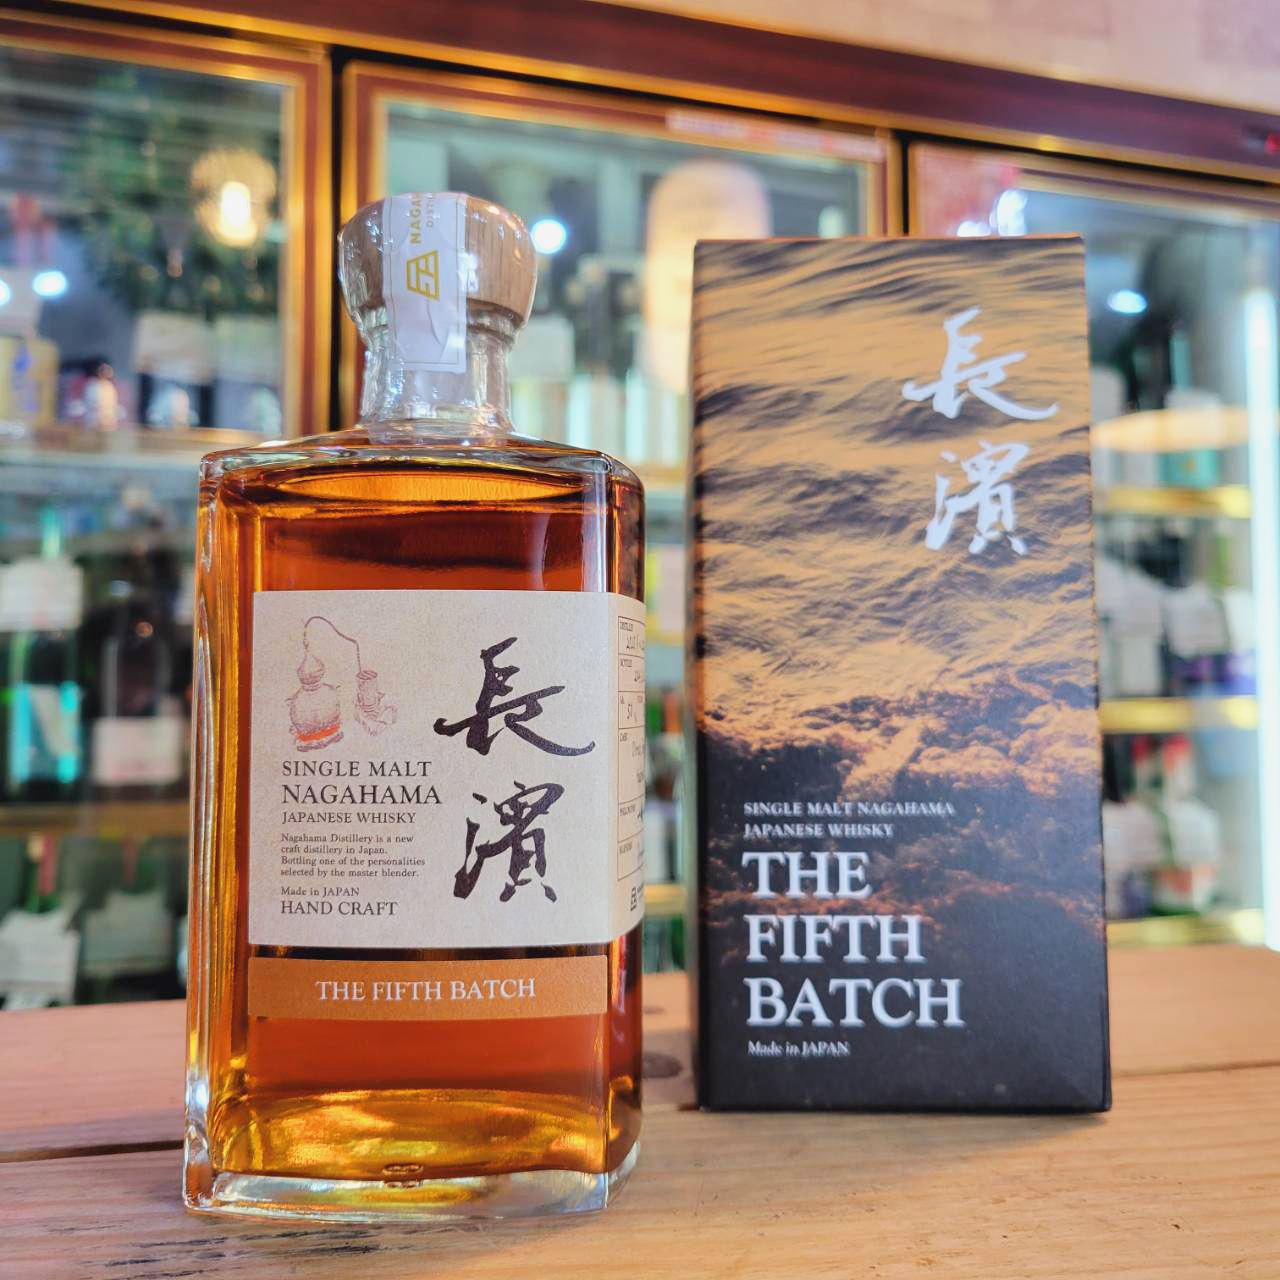 長濱
SINGLE MALT
NAGAHAMA
JAPANESE WHISKY
Nagahama Distillery is a new
craft distillery in Japan.
Bottling one of the personalities
selected by the master blender.
Made in JAPAN
HAND CRAFT
THE FIFTH BATCH
長濱
SINGLE MALT NAGAHAMA
JAPANESE WHISKY
THE
FIFTH
BATCH
Made in JAPAN